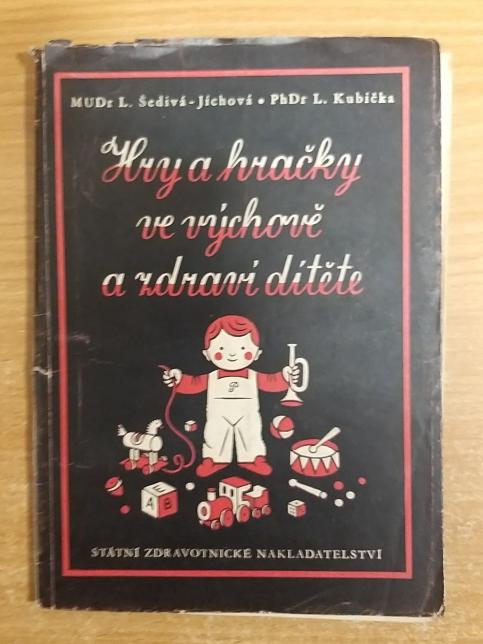 MUDr L. Šedivá-Jíchová • PhDr L. Kubička
Hry a hračky
ve výchově
a zdraví dítěte
P
E
A B
STÁTNÍ ZDRAVOTNICKÉ NAKLADATELSTVÍ